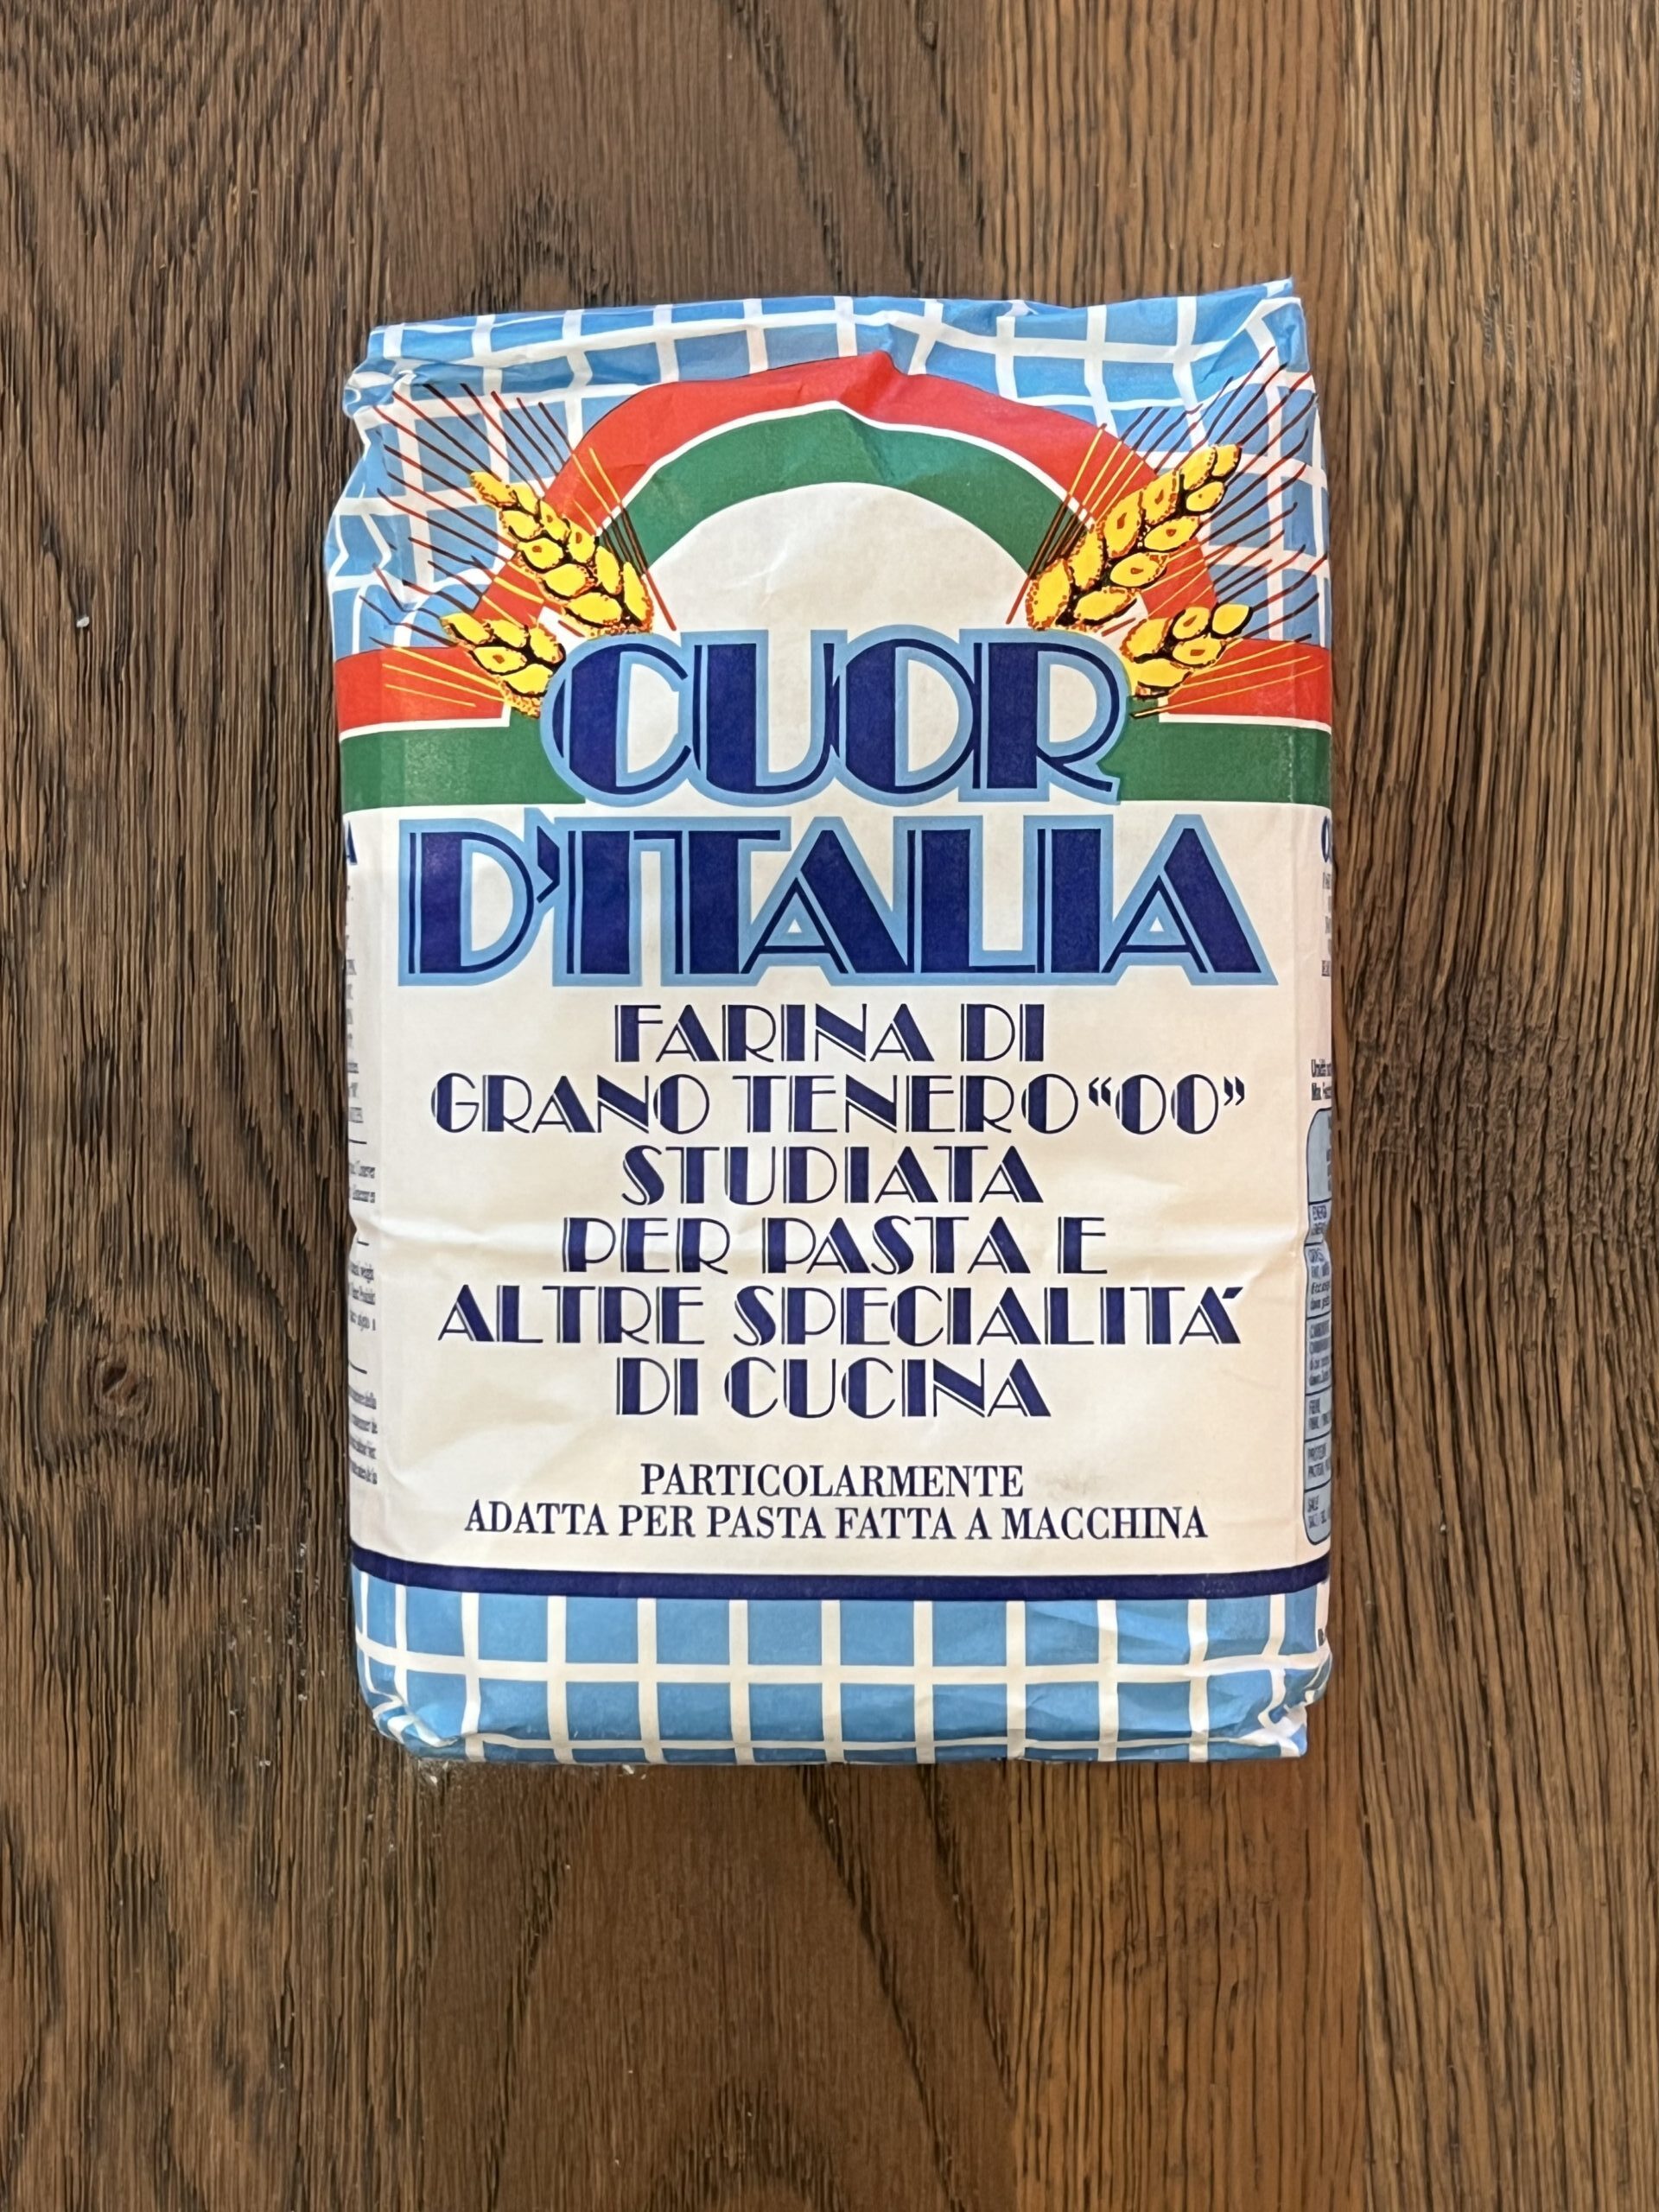 CUOR
D'ITALIA
FARINA DI
GRANO TENERO “OO”
STUDIATA
PER PASTA E
ALTRE SPECIALITÁ
DI CUCINA
PARTICOLARMENTE
ADATTA PER PASTA FATTA A MACCHINA